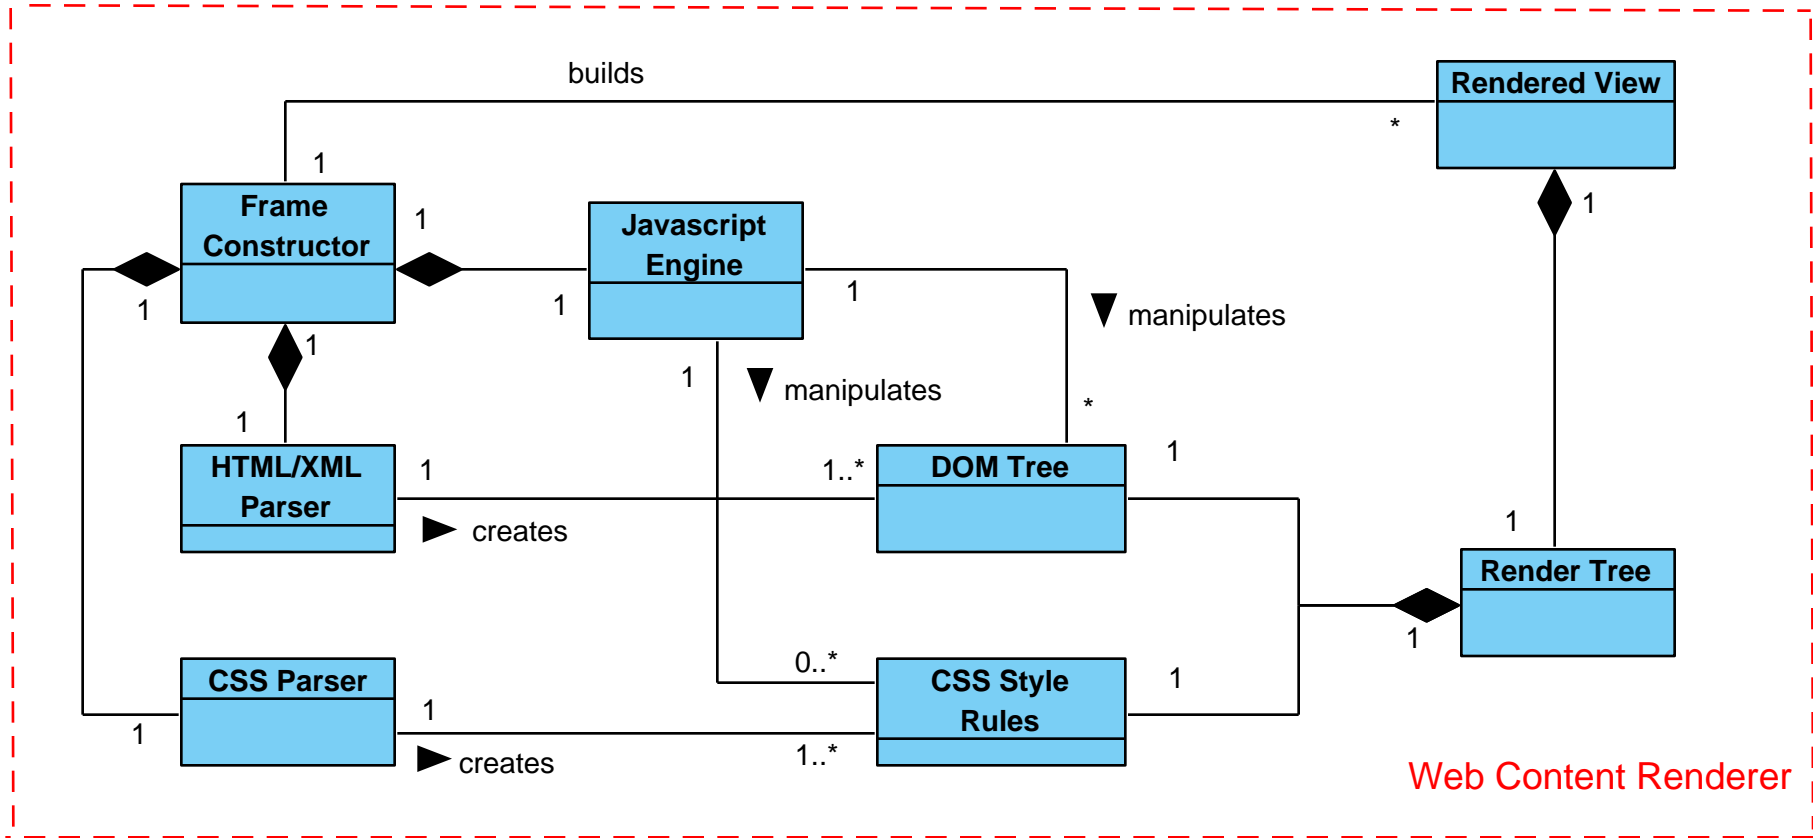 builds
Rendered View
*
1
Frame
Constructor
1
1
1
1
Javascript
Engine
1
1
1
manipulates
1
manipulates
*
1
HTML/XML
Parser
1
creates
1..*
DOM Tree
1
1
Render Tree
1
CSS Parser
1
1
creates
0..*
1..*
CSS Style
Rules
1
Web Content Renderer